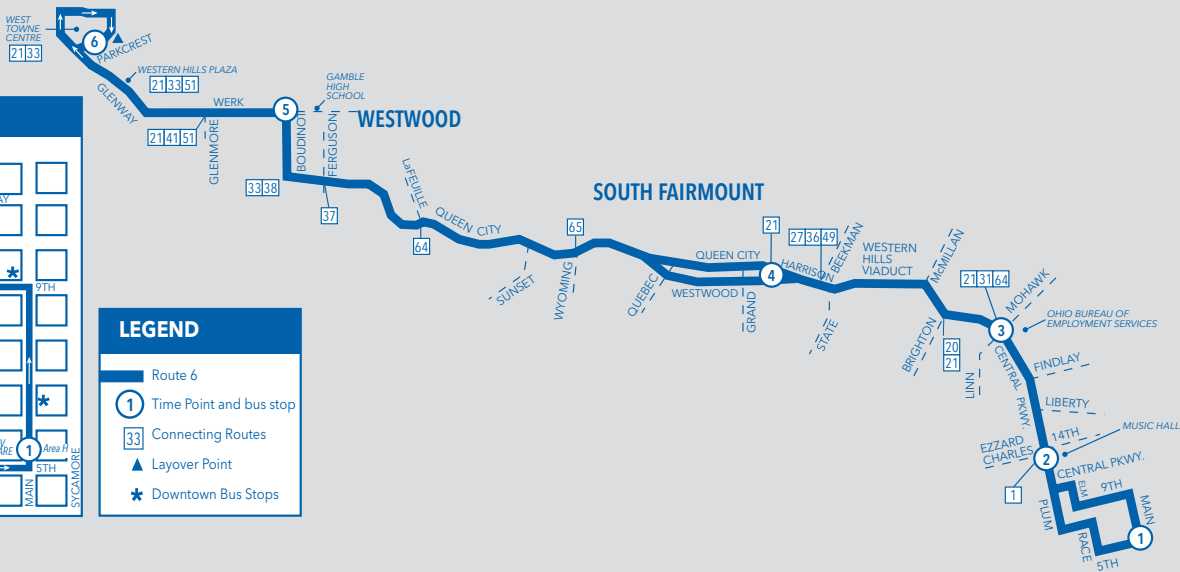 WEST
TOWNE
CENTRE
21 33
6
PARKCREST
WESTERN HILLS PLAZA
21 33 51
GLENWAY
WERK
21 41 51
GLENMORE
5
GAMBLE
HIGH
SCHOOL
WESTWOOD
BOUDINOT
FERGUSON
33 38
37
LaFEUILLE
64
QUEEN CITY
SOUTH FAIRMOUNT
SUNSET
65
WYOMING
QUEBEC
QUEEN CITY
WESTWOOD
21
4
GRAND
27 36 49
HARRISON
BEEKMAN
STATE
WESTERN
HILLS
VIADUCT
McMILLAN
BRIGHTON
20
21
21 31 64
MOHAWK
3
OHIO BUREAU OF
EMPLOYMENT SERVICES
LINN
CENTRAL PKWY.
FINDLAY
LIBERTY
14TH
MUSIC HALL
EZZARD
CHARLES
2
1
CENTRAL PKWY.
ELM
9TH
MAIN
PLUM
RACE
5TH
1
AY
*
9TH
*
ARE
1
Area H
5TH
MAIN
SYCAMORE
LEGEND
Route 6
1 Time Point and bus stop
33 Connecting Routes
Layover Point
* Downtown Bus Stops